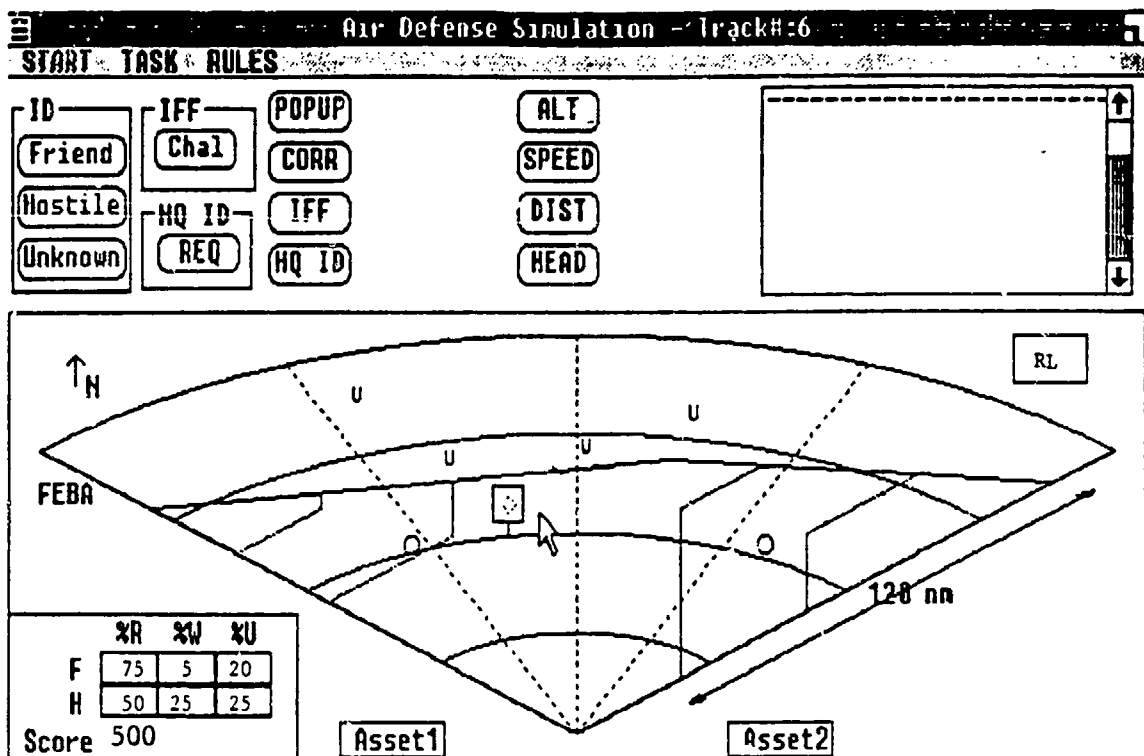 Air Defense Simulation - Track#:6
START TASK RULES
ID IFF POPUP ALT
Friend Chal CORR SPEED
Hostile HQ ID IFF DIST
Unknown REQ HQ ID HEAD
N
RL
U U
U U
FEBA
O O
120 nm
%R %W %U
F 75 5 20
H 50 25 25
Score 500
Asset1 Asset2